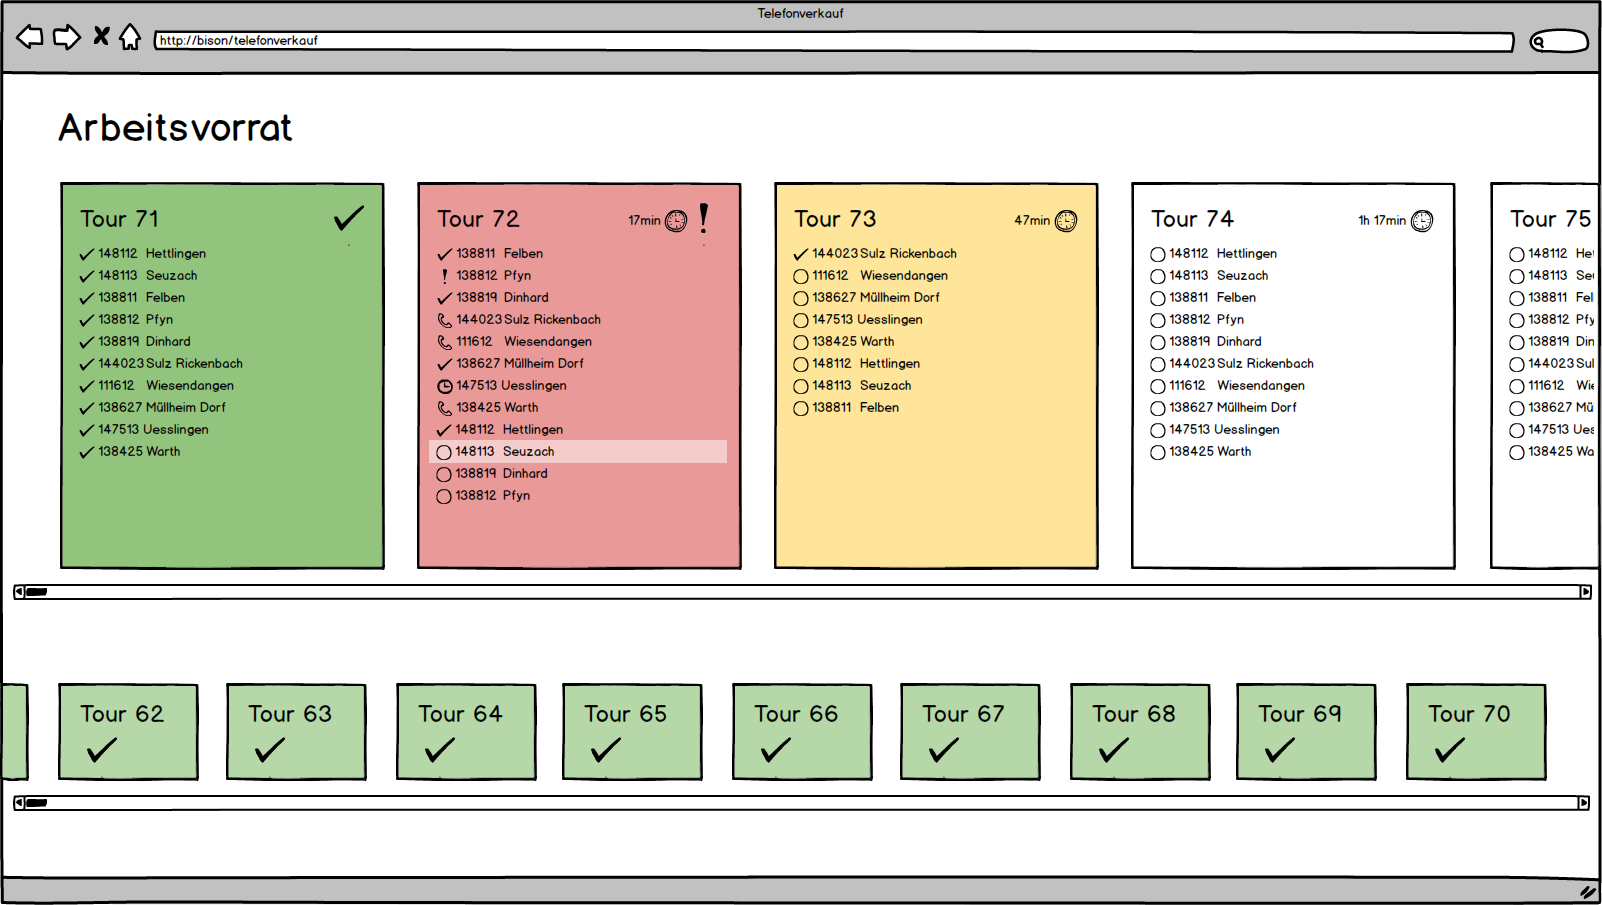 Telefonverkauf
http://bison/telefonverkauf
Arbeitsvorrat
Tour 71
148112 Hettlingen
148113 Seuzach
138811 Felben
138812 Pfyn
138819 Dinhard
144023 Sulz Rickenbach
111612 Wiesendangen
138627 Müllheim Dorf
147513 Uesslingen
138425 Warth
Tour 72 17min !
138811 Felben
! 138812 Pfyn
138819 Dinhard
144023 Sulz Rickenbach
111612 Wiesendangen
138627 Müllheim Dorf
147513 Uesslingen
138425 Warth
148112 Hettlingen
148113 Seuzach
138819 Dinhard
138812 Pfyn
Tour 73 47min
144023 Sulz Rickenbach
111612 Wiesendangen
138627 Müllheim Dorf
147513 Uesslingen
138425 Warth
148112 Hettlingen
148113 Seuzach
138811 Felben
Tour 74 1h 17min
148112 Hettlingen
148113 Seuzach
138811 Felben
138812 Pfyn
138819 Dinhard
144023 Sulz Rickenbach
111612 Wiesendangen
138627 Müllheim Dorf
147513 Uesslingen
138425 Warth
Tour 75
148112 Het
148113 Seu
138811 Fel
138812 Pfy
138819 Din
144023 Sul
111612 Wie
138627 Mü
147513 Ues
138425 Wa
Tour 62
Tour 63
Tour 64
Tour 65
Tour 66
Tour 67
Tour 68
Tour 69
Tour 70